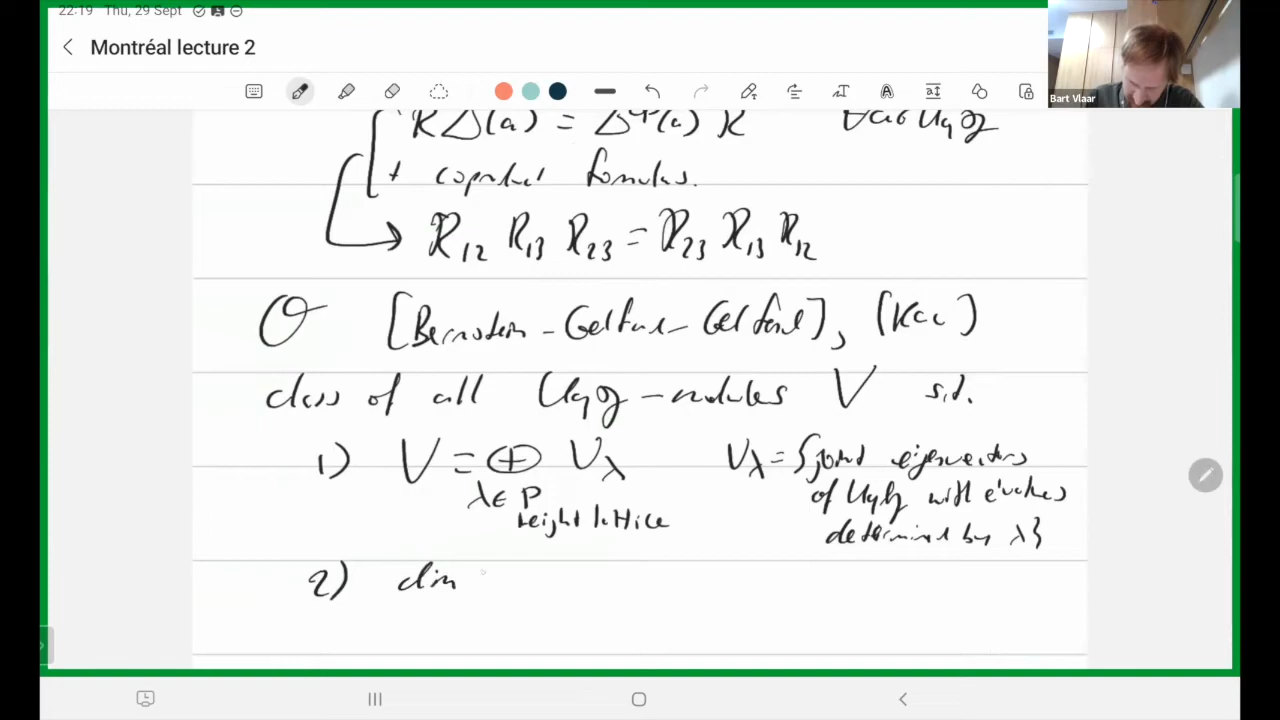 22:19 Thu, 29 Sept
Montréal lecture 2
Bart Vlaar
R Δ(a) = Δᵒᵖ(a) R ∀a∈Uqg
+ coproduct formulas.
R₁₂ R₁₃ R₂₃ = R₂₃ R₁₃ R₁₂
O [Bernstein-Gelfand-Gelfand], [Kac]
class of all Uqg-modules V s.t.
1) V = ⊕ Vλ Vλ = {joint eigenvectors
λ∈P of Uqh with e'values
weight lattice determined by λ}
2) dim